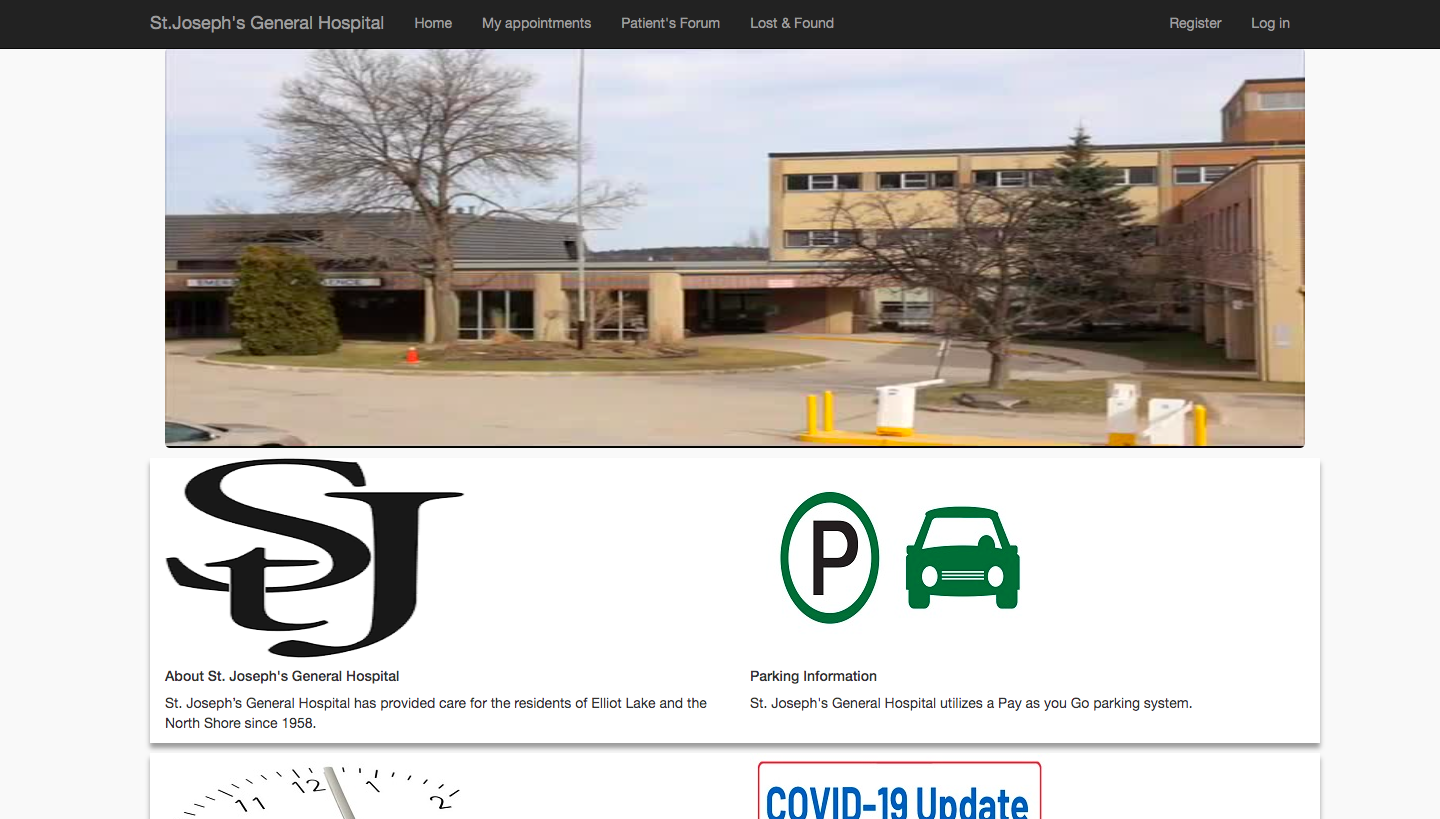 St.Joseph's General Hospital Home My appointments Patient's Forum Lost & Found Register Log in
StJ
P
About St. Joseph's General Hospital
St. Joseph's General Hospital has provided care for the residents of Elliot Lake and the
North Shore since 1958.
Parking Information
St. Joseph's General Hospital utilizes a Pay as you Go parking system.
11 12 1 2
COVID-19 Update